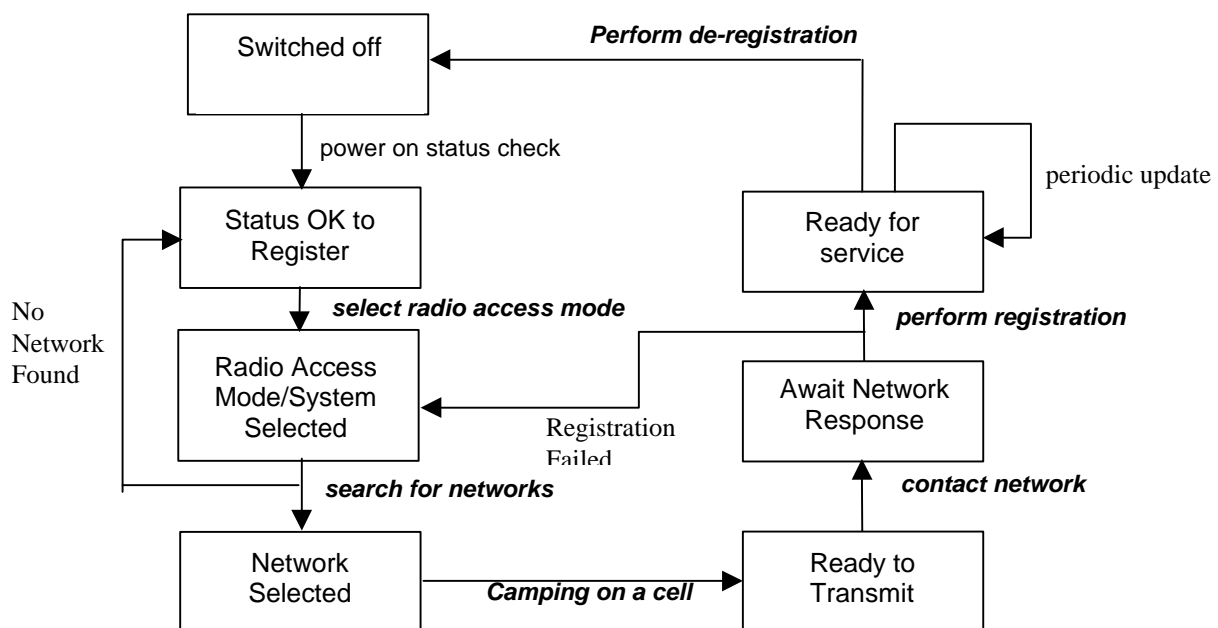 Switched off
Perform de-registration
power on status check
periodic update
Status OK to
Register
Ready for
service
No
Network
Found
select radio access mode
perform registration
Radio Access
Mode/System
Selected
Await Network
Response
Registration
Failed
search for networks
contact network
Network
Selected
Camping on a cell
Ready to
Transmit